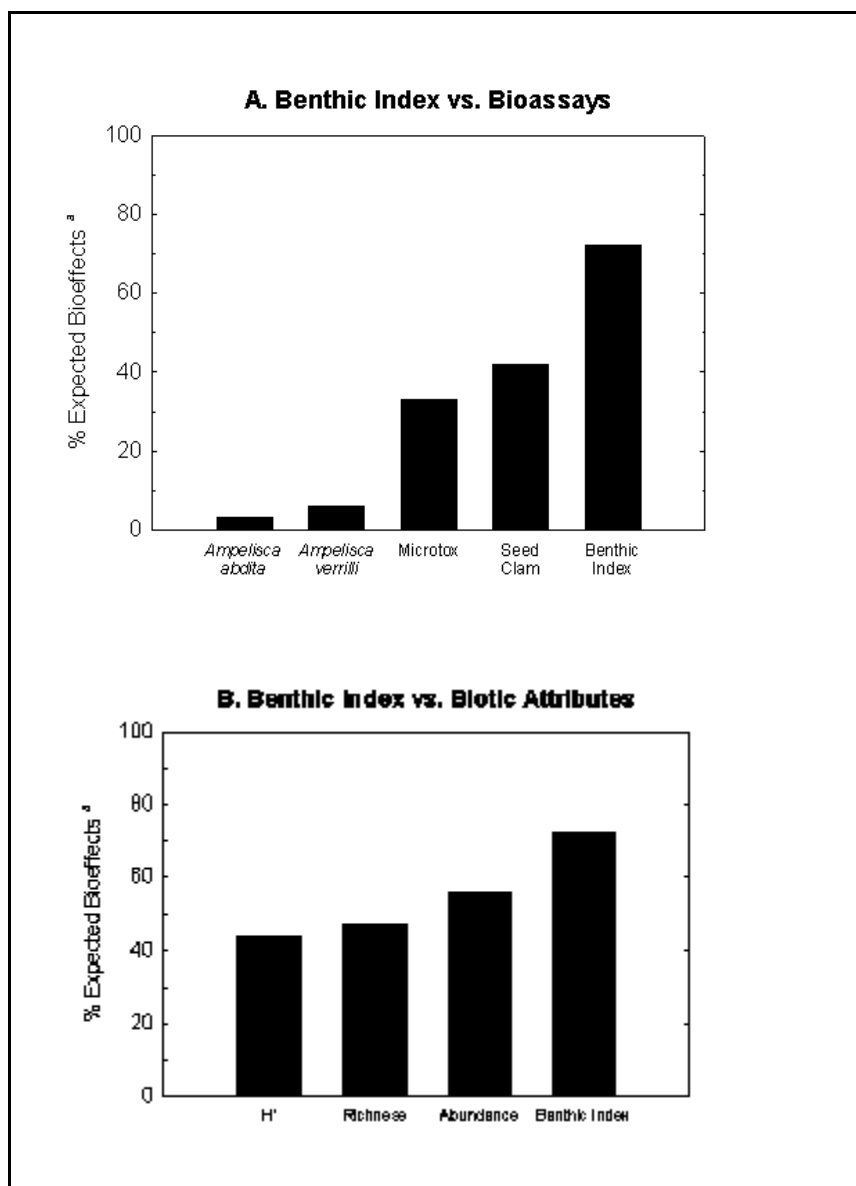 A. Benthic Index vs. Bioassays
100
80
60
40
20
0
% Expected Bioeffects a
Ampelisca
abdita
Ampelisca
verrilli
Microtox
Seed
Clam
Benthic
Index
B. Benthic Index vs. Biotic Attributes
100
80
60
40
20
0
% Expected Bioeffects a
H'
Richness
Abundance
Benthic Index